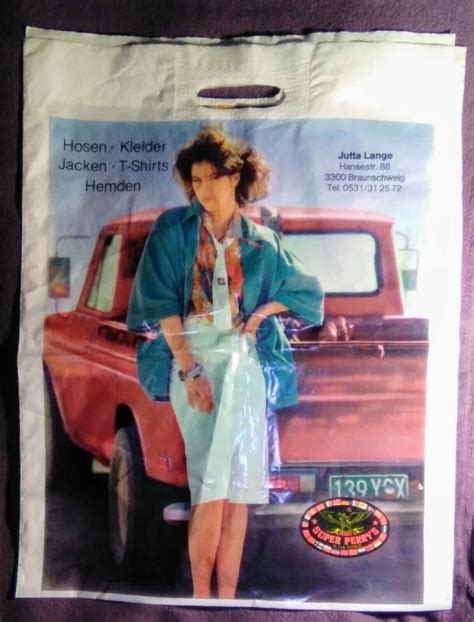 Hosen · Kleider
Jacken · T-Shirts
Hemden
Jutta Lange
Hansestr. 88
3300 Braunschweig
Tel. 0531/31 25 72
139 YCX
SUPER PERRY'S